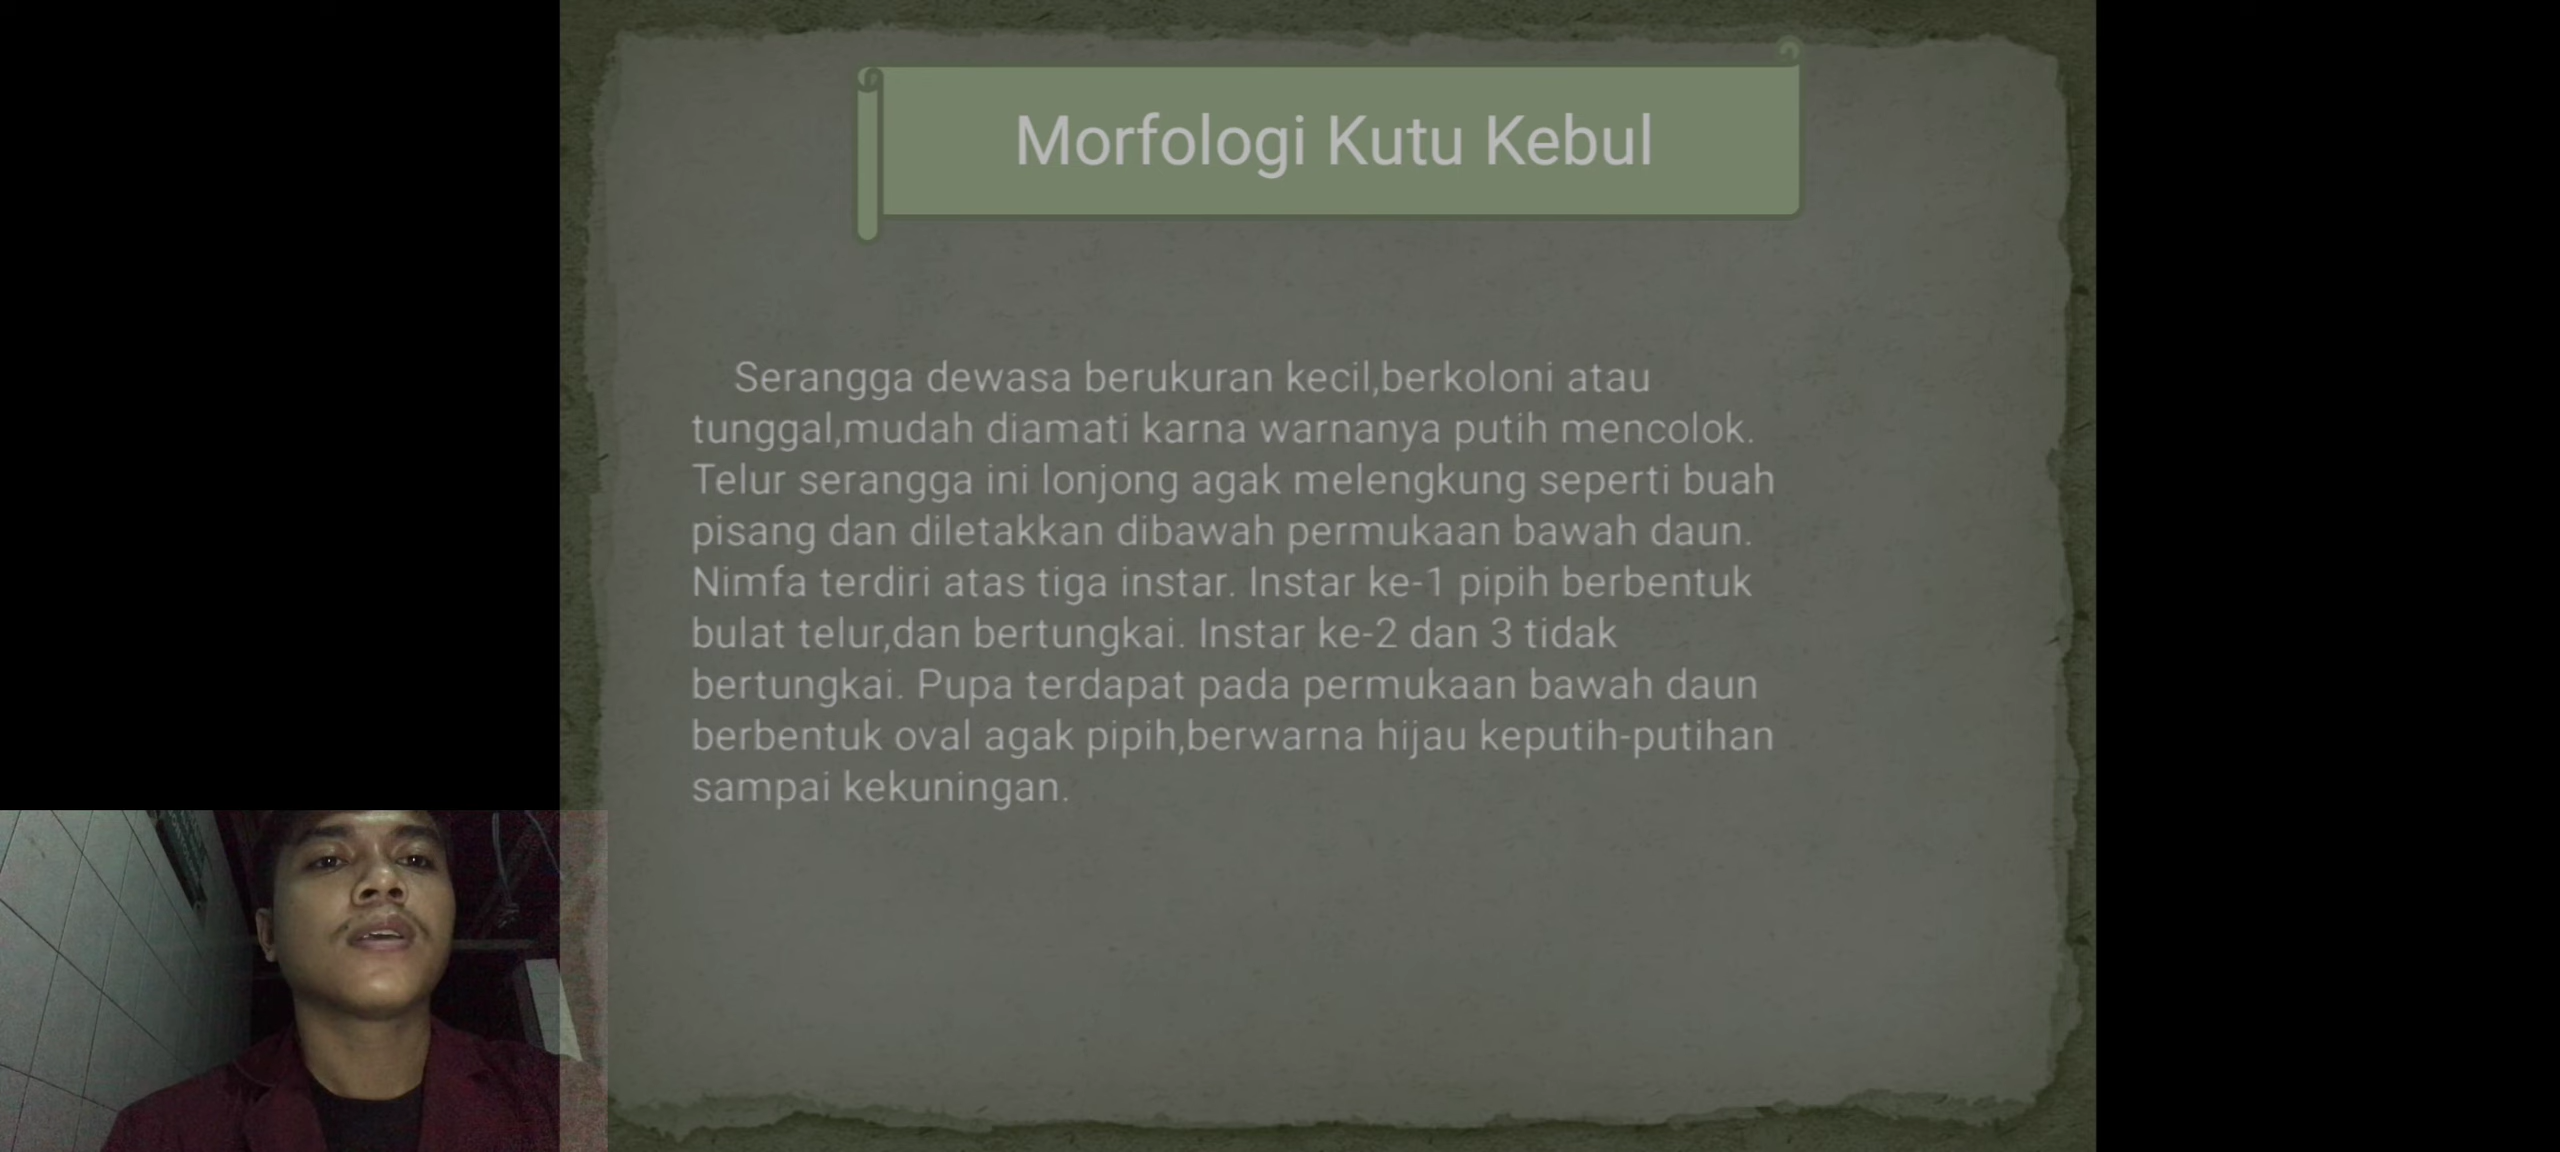 Morfologi Kutu Kebul
Serangga dewasa berukuran kecil,berkoloni atau
tunggal,mudah diamati karna warnanya putih mencolok.
Telur serangga ini lonjong agak melengkung seperti buah
pisang dan diletakkan dibawah permukaan bawah daun.
Nimfa terdiri atas tiga instar. Instar ke-1 pipih berbentuk
bulat telur,dan bertungkai. Instar ke-2 dan 3 tidak
bertungkai. Pupa terdapat pada permukaan bawah daun
berbentuk oval agak pipih,berwarna hijau keputih-putihan
sampai kekuningan.